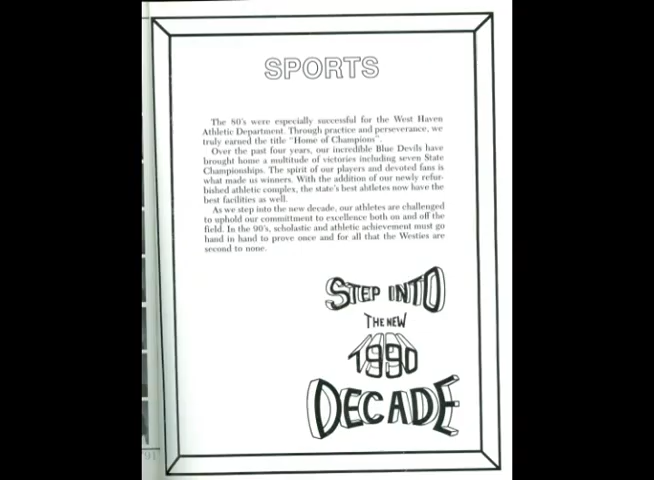 SPORTS
The 80's were especially successful for the West Haven
Athletic Department. Through practice and perseverance, we
truly earned the title "Home of Champions".
Over the past four years, our incredible Blue Devils have
brought home a multitude of victories including seven State
Championships. The spirit of our players and devoted fans is
what made us winners. With the addition of our newly refur-
bished athletic complex, the state's best ahtletes now have the
best facilities as well.
As we step into the new decade, our athletes are challenged
to uphold our committment to excellence both on and off the
field. In the 90's, scholastic and athletic achievement must go
hand in hand to prove once and for all that the Westies are
second to none.
STEP INTO
THE NEW
1990
DECADE